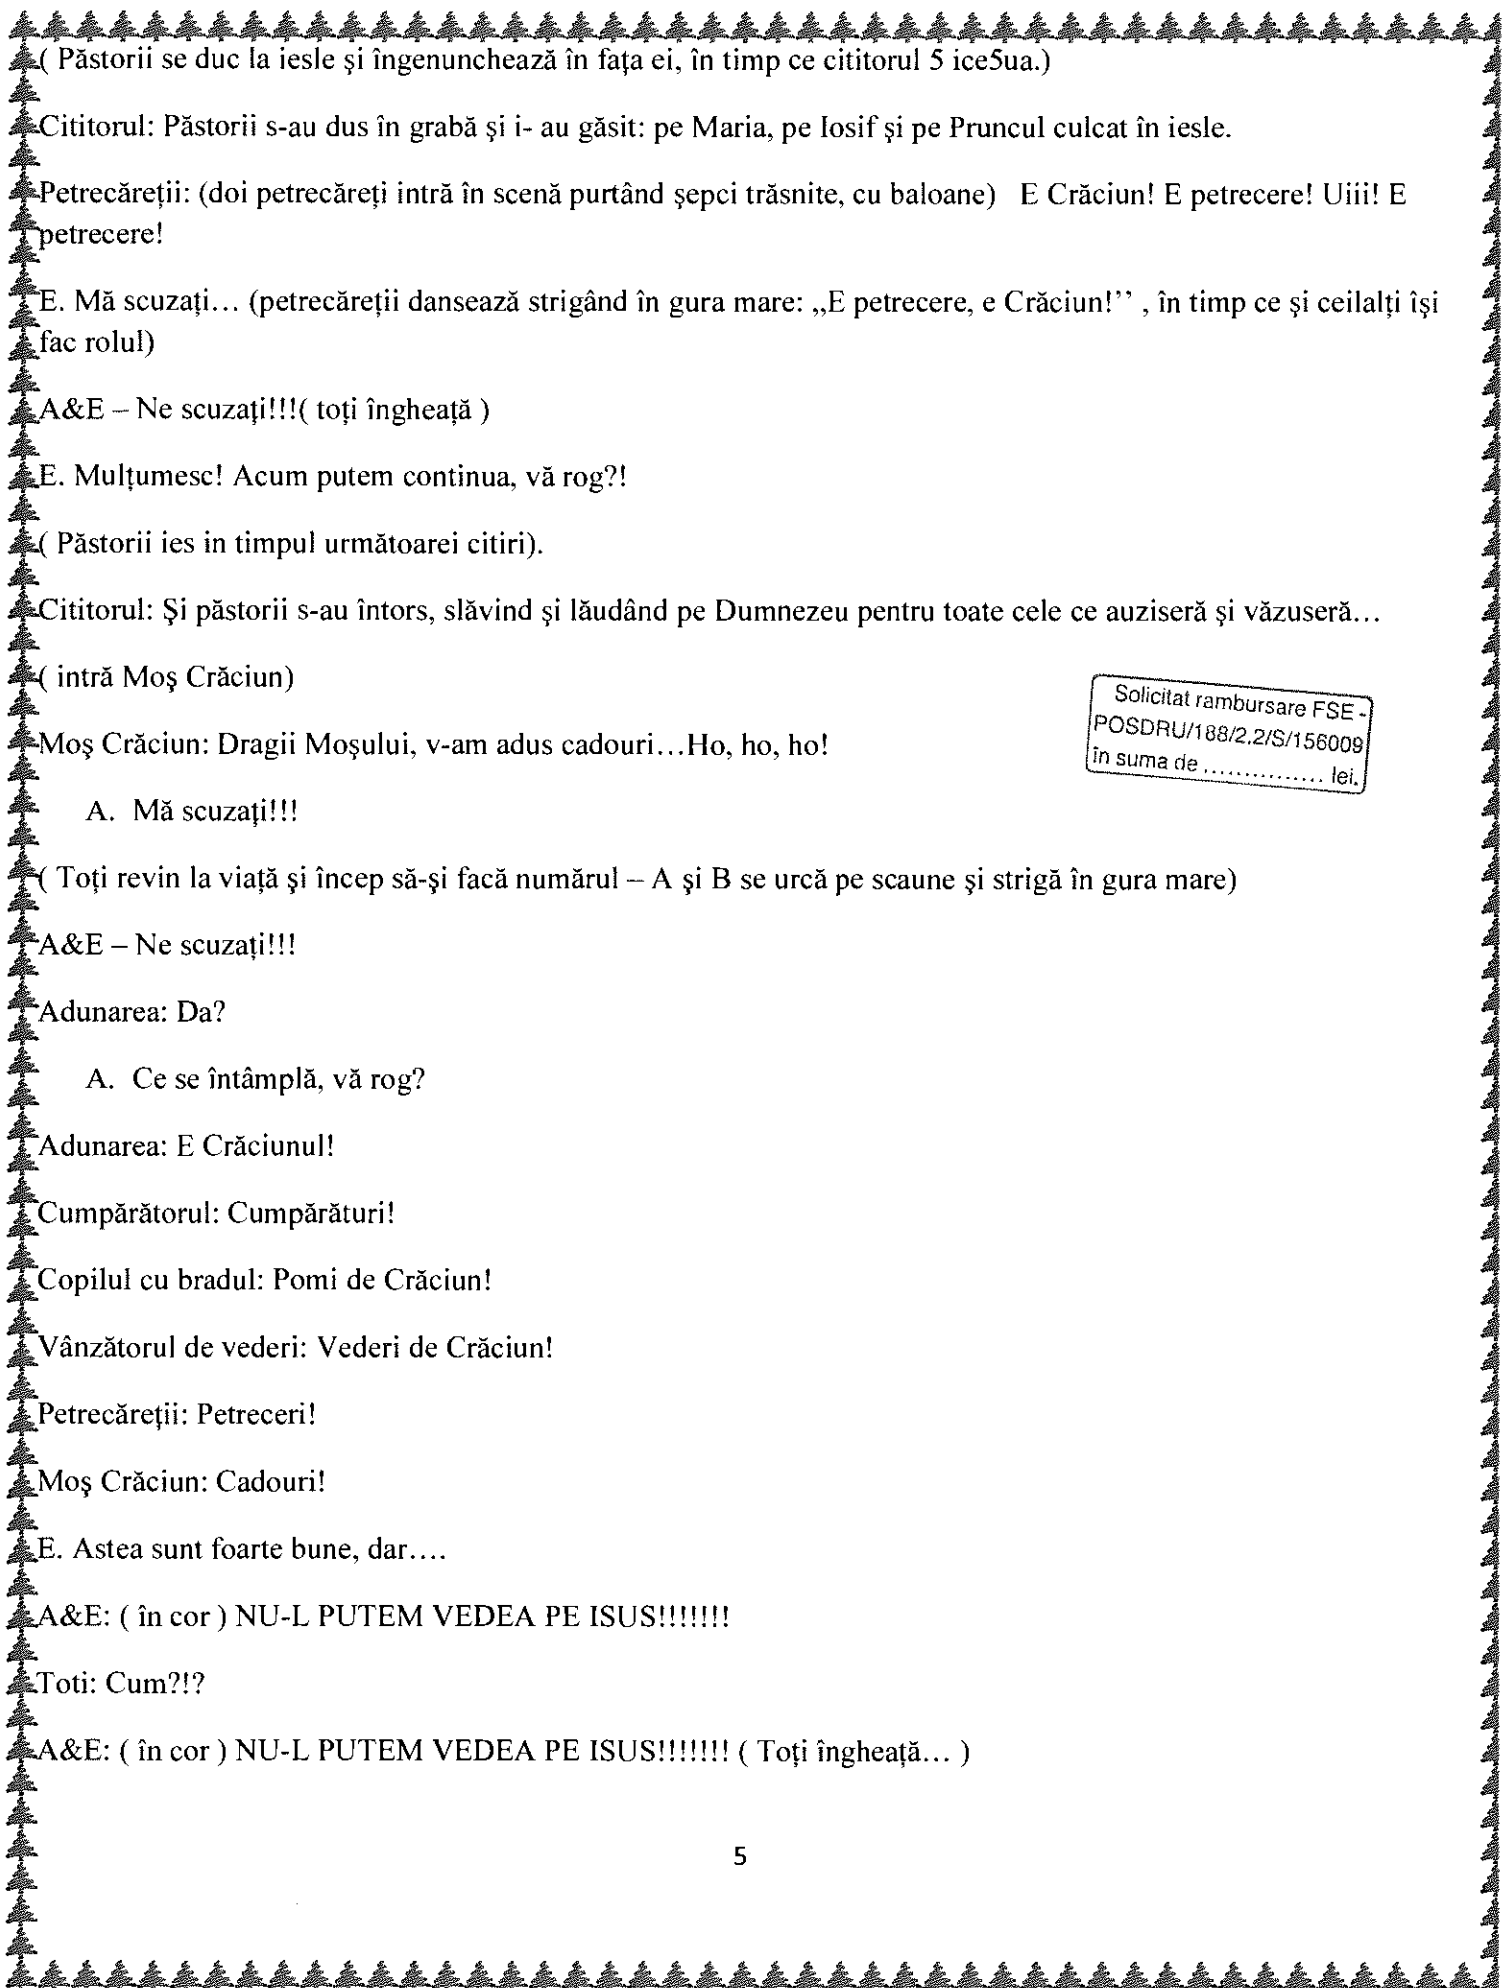 ( Păstorii se duc la iesle şi îngenunchează în faţa ei, în timp ce cititorul 5 ice5ua.)
Cititorul: Păstorii s-au dus în grabă şi i- au găsit: pe Maria, pe Iosif şi pe Pruncul culcat în iesle.
Petrecăreţii: (doi petrecăreţi intră în scenă purtând şepci trăsnite, cu baloane)   E Crăciun! E petrecere! Uiii! E
petrecere!
E. Mă scuzaţi… (petrecăreţii dansează strigând în gura mare: ,,E petrecere, e Crăciun!’’ , în timp ce şi ceilalţi îşi
fac rolul)
A&E – Ne scuzaţi!!!( toţi îngheaţă )
E. Mulţumesc! Acum putem continua, vă rog?!
( Păstorii ies in timpul următoarei citiri).
Cititorul: Şi păstorii s-au întors, slăvind şi lăudând pe Dumnezeu pentru toate cele ce auziseră şi văzuseră…
( intră Moş Crăciun)
Solicitat rambursare FSE -
POSDRU/188/2.2/S/156009
în suma de ............... lei.
Moş Crăciun: Dragii Moşului, v-am adus cadouri…Ho, ho, ho!
A. Mă scuzaţi!!!
( Toţi revin la viaţă şi încep să-şi facă numărul – A şi B se urcă pe scaune şi strigă în gura mare)
A&E – Ne scuzaţi!!!
Adunarea: Da?
A. Ce se întâmplă, vă rog?
Adunarea: E Crăciunul!
Cumpărătorul: Cumpărături!
Copilul cu bradul: Pomi de Crăciun!
Vânzătorul de vederi: Vederi de Crăciun!
Petrecăreţii: Petreceri!
Moş Crăciun: Cadouri!
E. Astea sunt foarte bune, dar….
A&E: ( în cor ) NU-L PUTEM VEDEA PE ISUS!!!!!!!
Toti: Cum?!?
A&E: ( în cor ) NU-L PUTEM VEDEA PE ISUS!!!!!!! ( Toţi îngheaţă… )
5